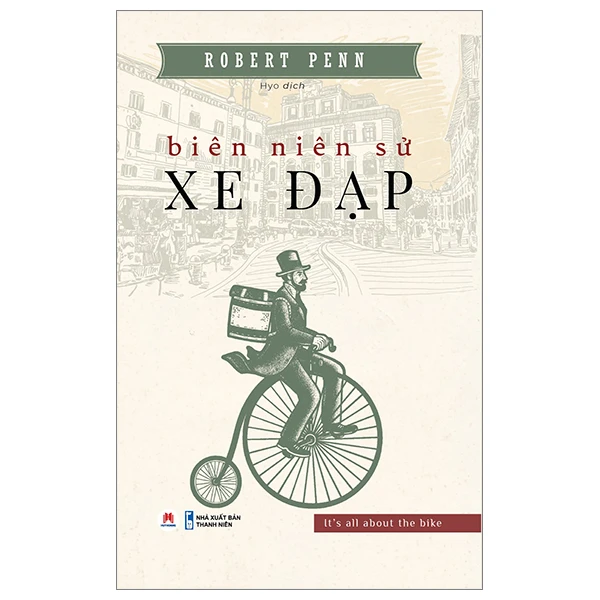 ROBERT PENN
Hyo dịch
biên niên sử
XE ĐẠP
It's all about the bike
NHÀ XUẤT BẢN
THANH NIÊN